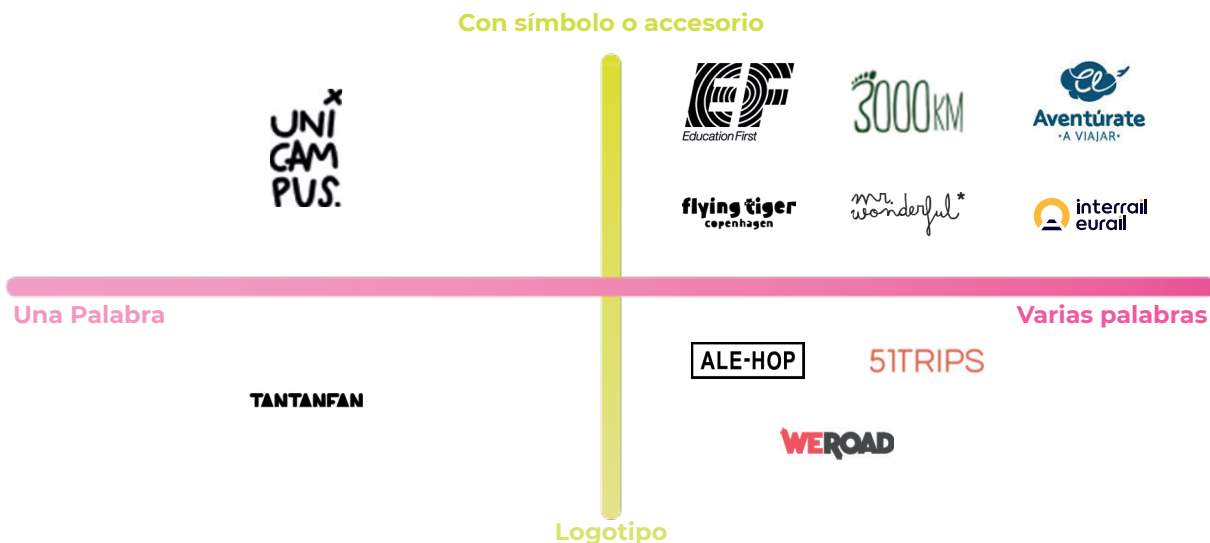 Con símbolo o accesorio
UNI
CAM
PUS.
EF
Education First
3000KM
Aventúrate
·A VIAJAR·
flying tiger
copenhagen
mr.
wonderful*
interrail
eurail
Una Palabra
Varias palabras
ALE-HOP
51TRIPS
TANTANFAN
WEROAD
Logotipo